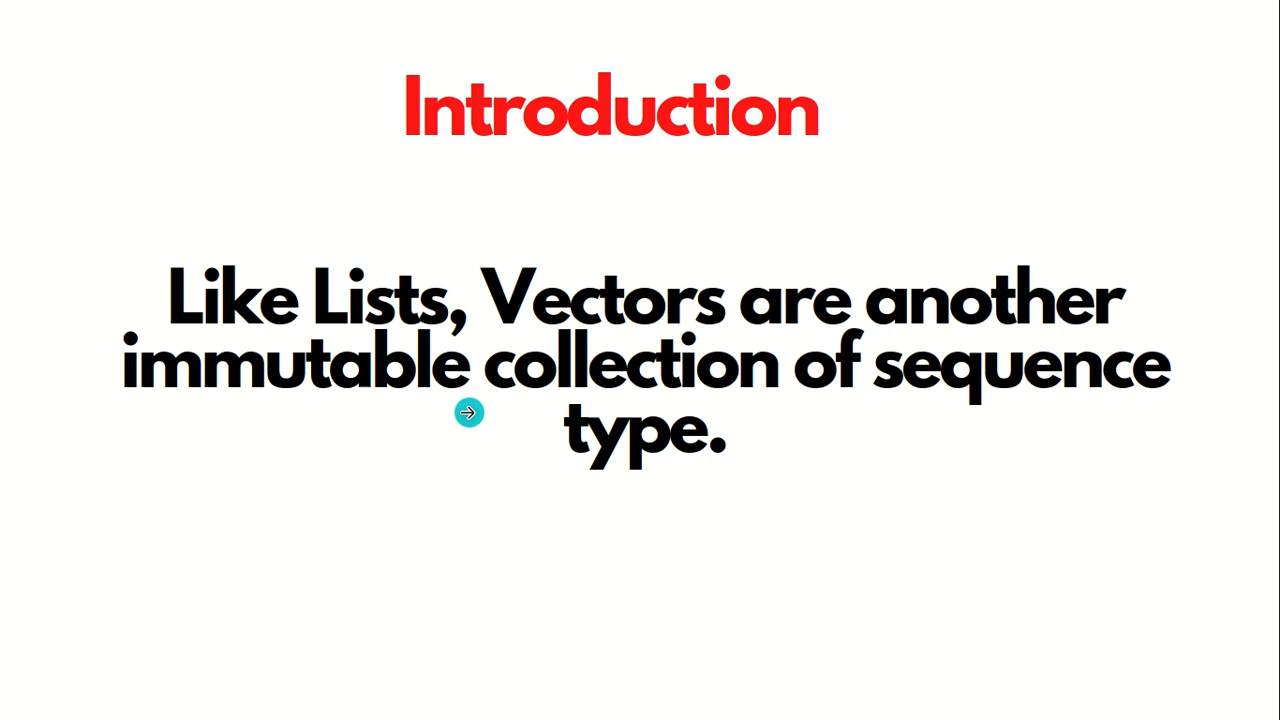 Introduction
Like Lists, Vectors are another
immutable collection of sequence
type.